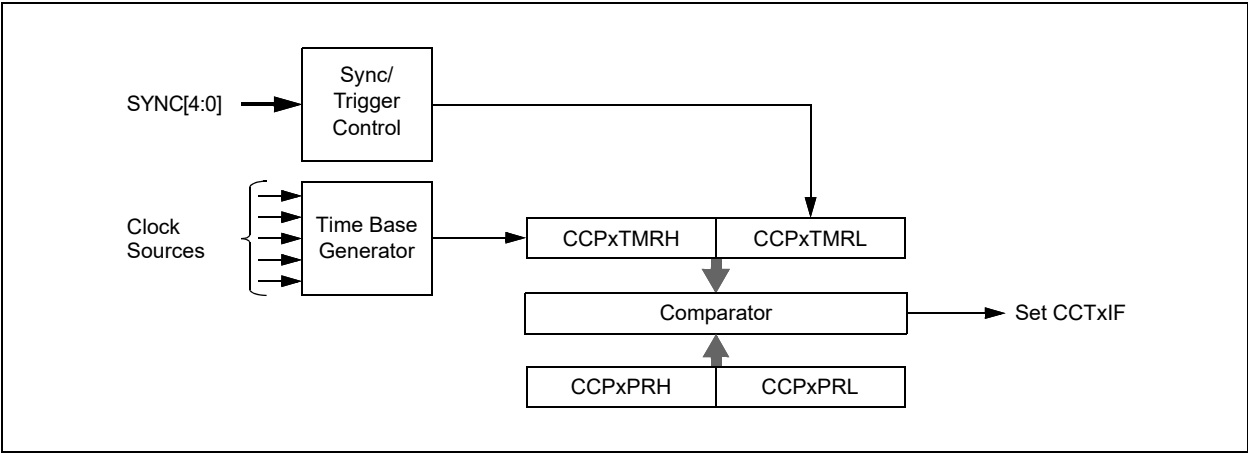 Sync/
Trigger
Control
SYNC[4:0]
Clock
Sources
Time Base
Generator
CCPxTMRH
CCPxTMRL
Comparator
Set CCTxIF
CCPxPRH
CCPxPRL